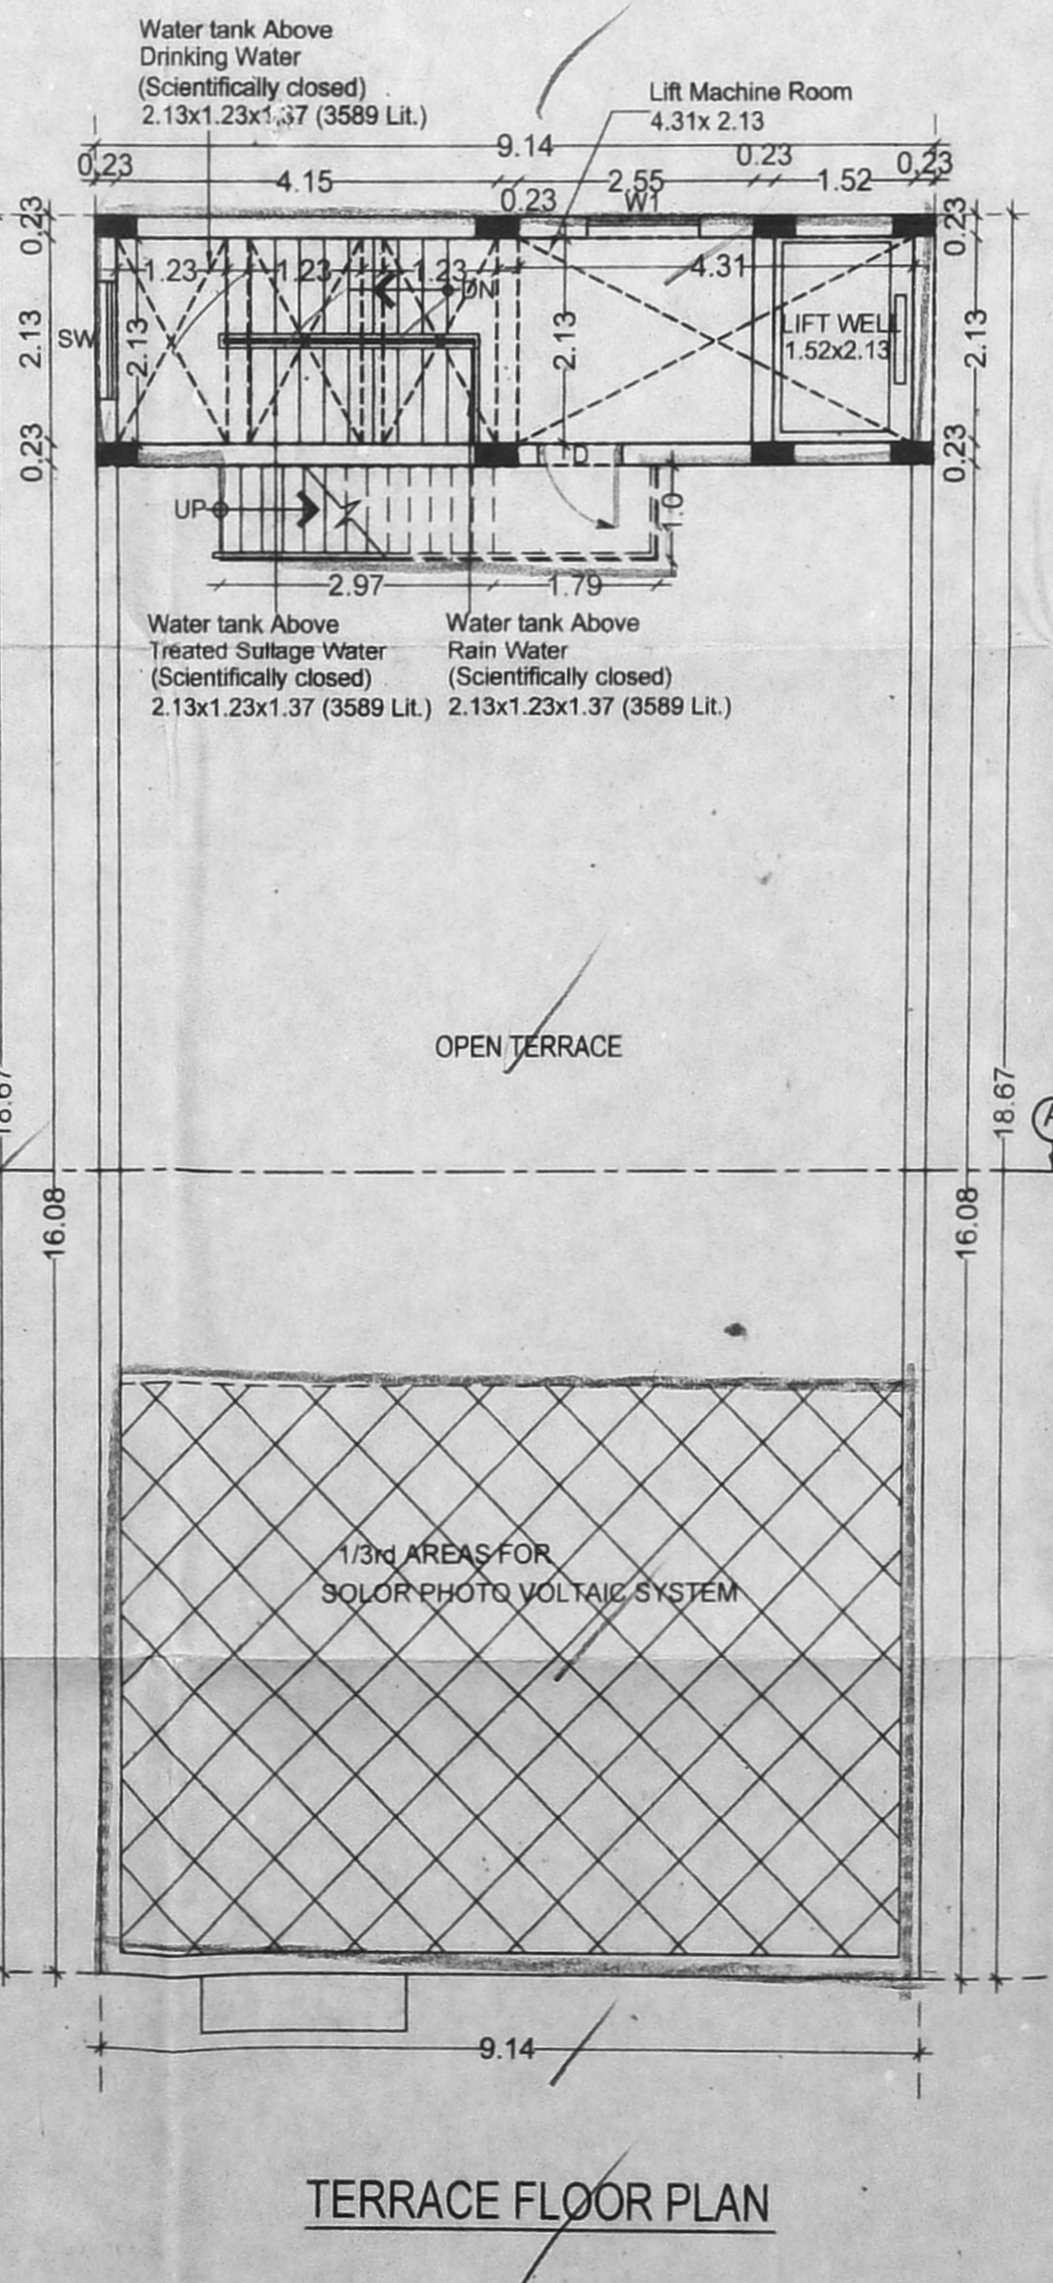 Water tank Above
Drinking Water
(Scientifically closed)
2.13x1.23x1.37 (3589 Lit.)
Lift Machine Room
4.31x 2.13
9.14
0.23
4.15
0.23
2.55
0.23
1.52
0.23
W1
0.23
0.23
1.23
1.23
1.23
4.31
DN
SW
2.13
2.13
2.13
LIFT WELL
1.52x2.13
2.13
0.23
D
0.23
UP
1.0
2.97
1.79
Water tank Above
Treated Sullage Water
(Scientifically closed)
2.13x1.23x1.37 (3589 Lit.)
Water tank Above
Rain Water
(Scientifically closed)
2.13x1.23x1.37 (3589 Lit.)
OPEN TERRACE
18.67
18.67
A
16.08
16.08
1/3rd AREAS FOR
SOLOR PHOTO VOLTAIC SYSTEM
9.14
TERRACE FLOOR PLAN